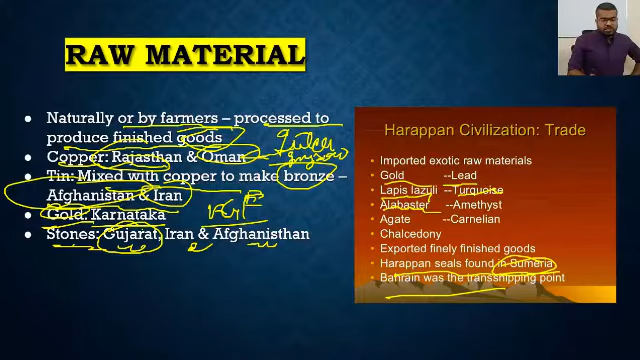 RAW MATERIAL
Naturally or by farmers – processed to
produce finished goods
Copper: Rajasthan & Oman
Tin: Mixed with copper to make bronze –
Afghanistan & Iran
Gold: Karnataka
Stones: Gujarat, Iran & Afghanisthan
Harappan Civilization: Trade
Imported exotic raw materials
Gold --Lead
Lapis lazuli --Turquoise
Alabaster --Amethyst
Agate --Carnelian
Chalcedony
Exported finely finished goods
Harappan seals found in Sumeria
Bahrain was the transshipping point